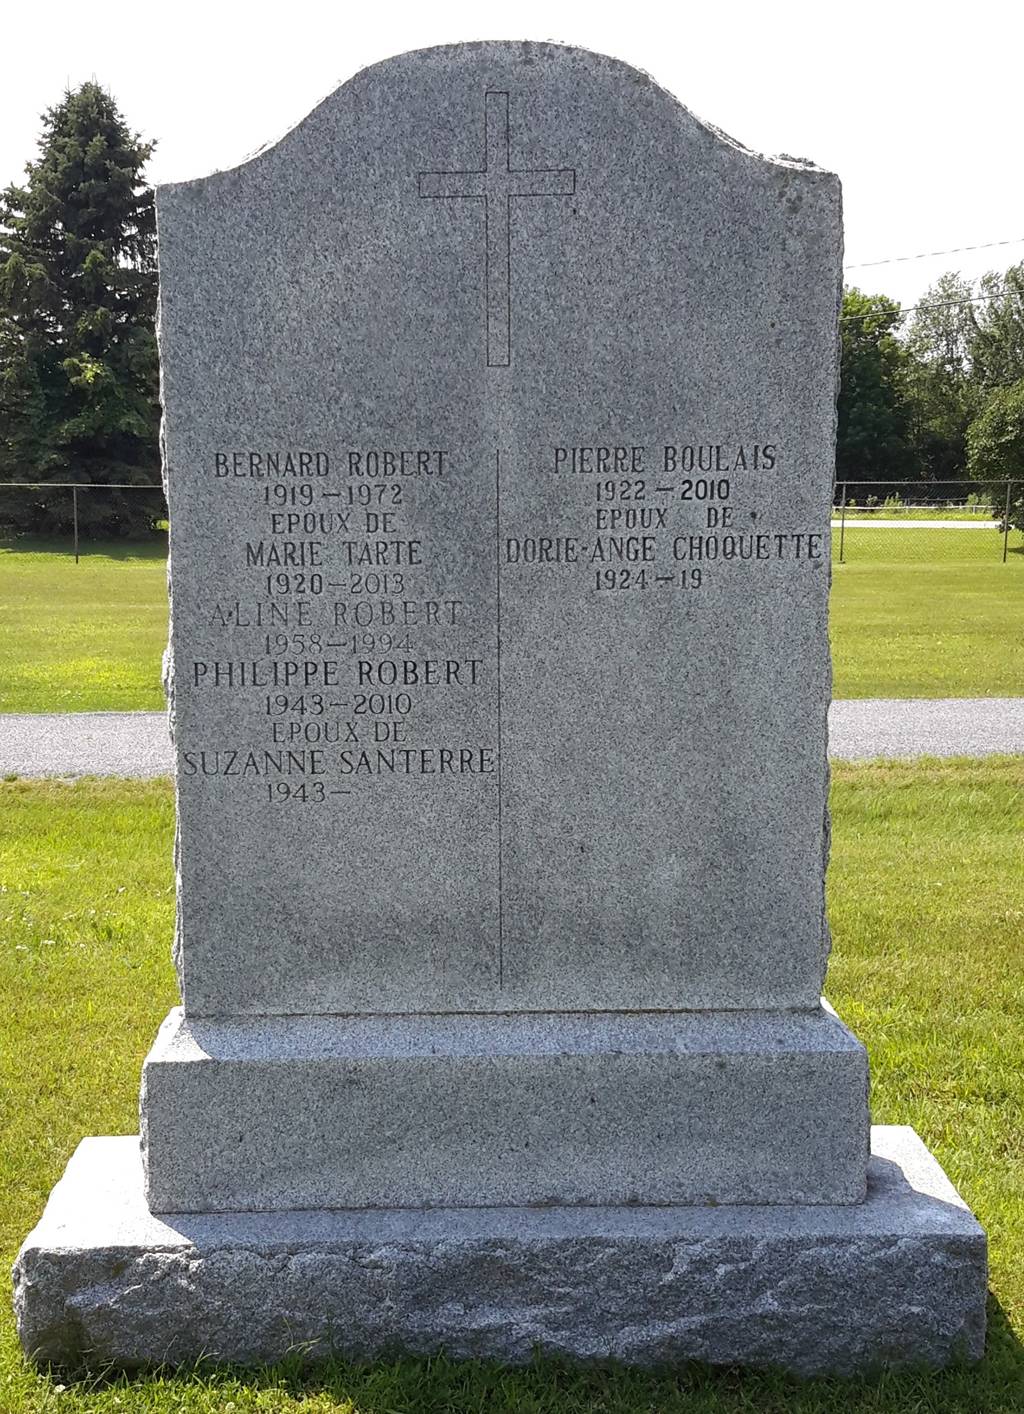 BERNARD ROBERT
1919-1972
EPOUX DE
MARIE TARTE
1920-2013
ALINE ROBERT
1958-1994
PHILIPPE ROBERT
1943-2010
EPOUX DE
SUZANNE SANTERRE
1943-
PIERRE BOULAIS
1922-2010
EPOUX DE
DORIE-ANGE CHOQUETTE
1924-19